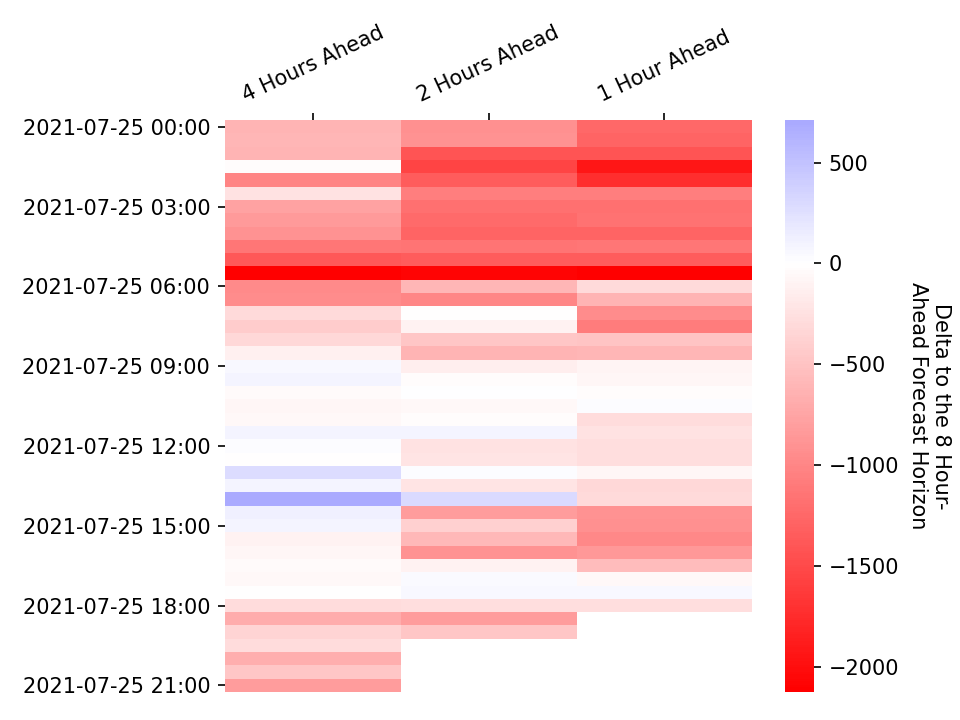 4 Hours Ahead
2 Hours Ahead
1 Hour Ahead
2021-07-25 00:00
2021-07-25 03:00
2021-07-25 06:00
2021-07-25 09:00
2021-07-25 12:00
2021-07-25 15:00
2021-07-25 18:00
2021-07-25 21:00
500
0
−500
−1000
−1500
−2000
Delta to the 8 Hour-
Ahead Forecast Horizon